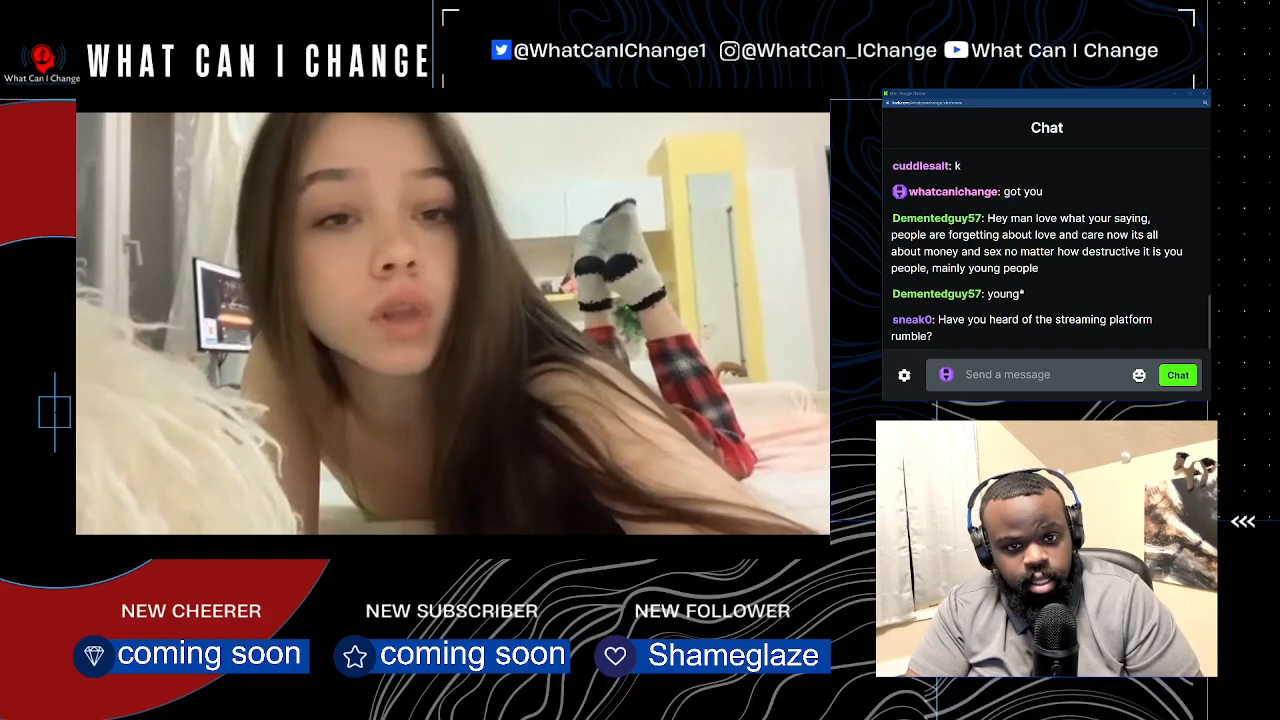 What Can I Change
WHAT CAN I CHANGE
@WhatCanIChange1 @WhatCan_IChange What Can I Change
Chat
cuddlesalt: k
whatcanichange: got you
Dementedguy57: Hey man love what your saying,
people are forgetting about love and care now its all
about money and sex no matter how destructive it is you
people, mainly young people
Dementedguy57: young*
sneak0: Have you heard of the streaming platform
rumble?
Send a message
Chat
NEW CHEERER
NEW SUBSCRIBER
NEW FOLLOWER
coming soon
coming soon
Shameglaze